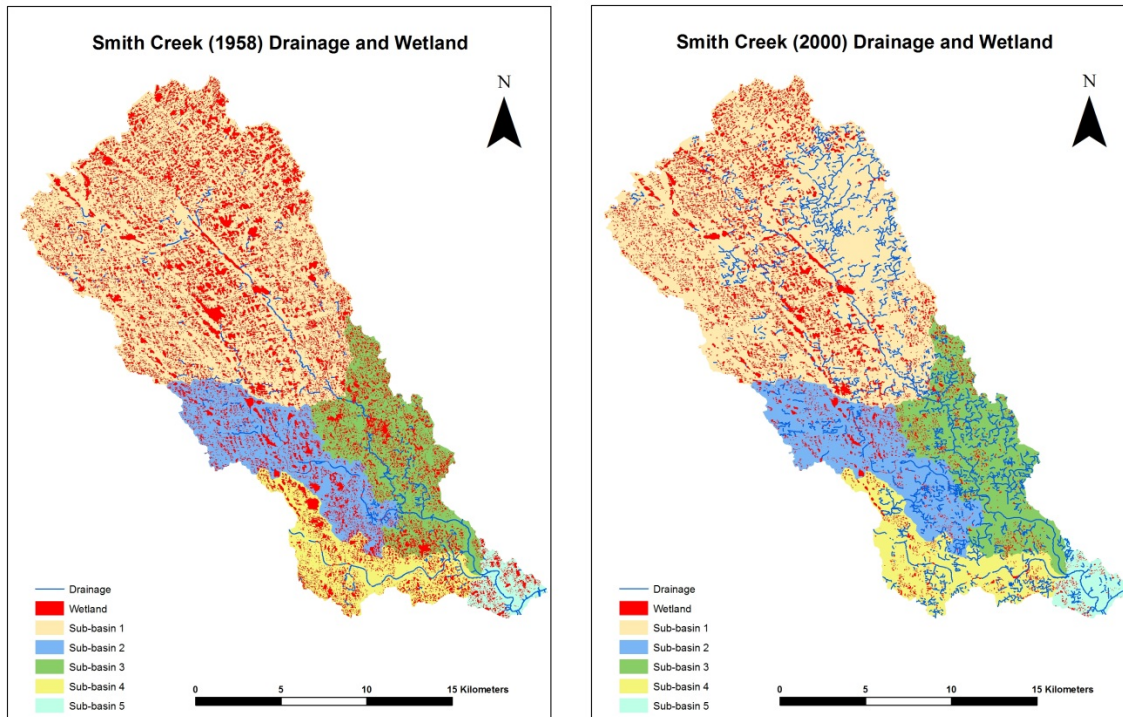 Smith Creek (1958) Drainage and Wetland
N
Drainage
Wetland
Sub-basin 1
Sub-basin 2
Sub-basin 3
Sub-basin 4
Sub-basin 5
0 5 10 15 Kilometers
Smith Creek (2000) Drainage and Wetland
N
Drainage
Wetland
Sub-basin 1
Sub-basin 2
Sub-basin 3
Sub-basin 4
Sub-basin 5
0 5 10 15 Kilometers